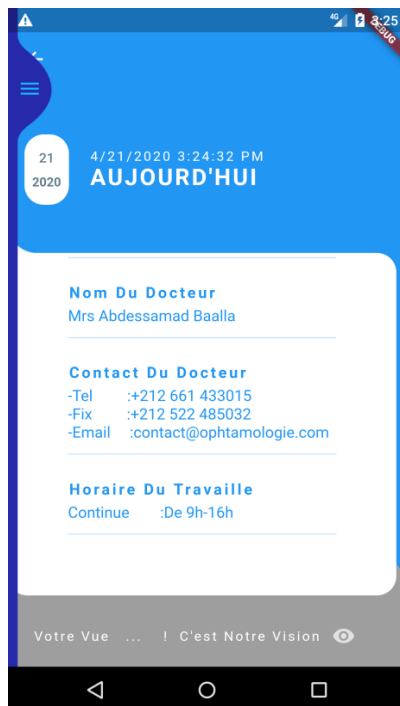 4G 3:25
DEBUG
21
2020
4/21/2020 3:24:32 PM
AUJOURD'HUI
Nom Du Docteur
Mrs Abdessamad Baalla
Contact Du Docteur
-Tel :+212 661 433015
-Fix :+212 522 485032
-Email :contact@ophtamologie.com
Horaire Du Travaille
Continue :De 9h-16h
Votre Vue ... ! C'est Notre Vision